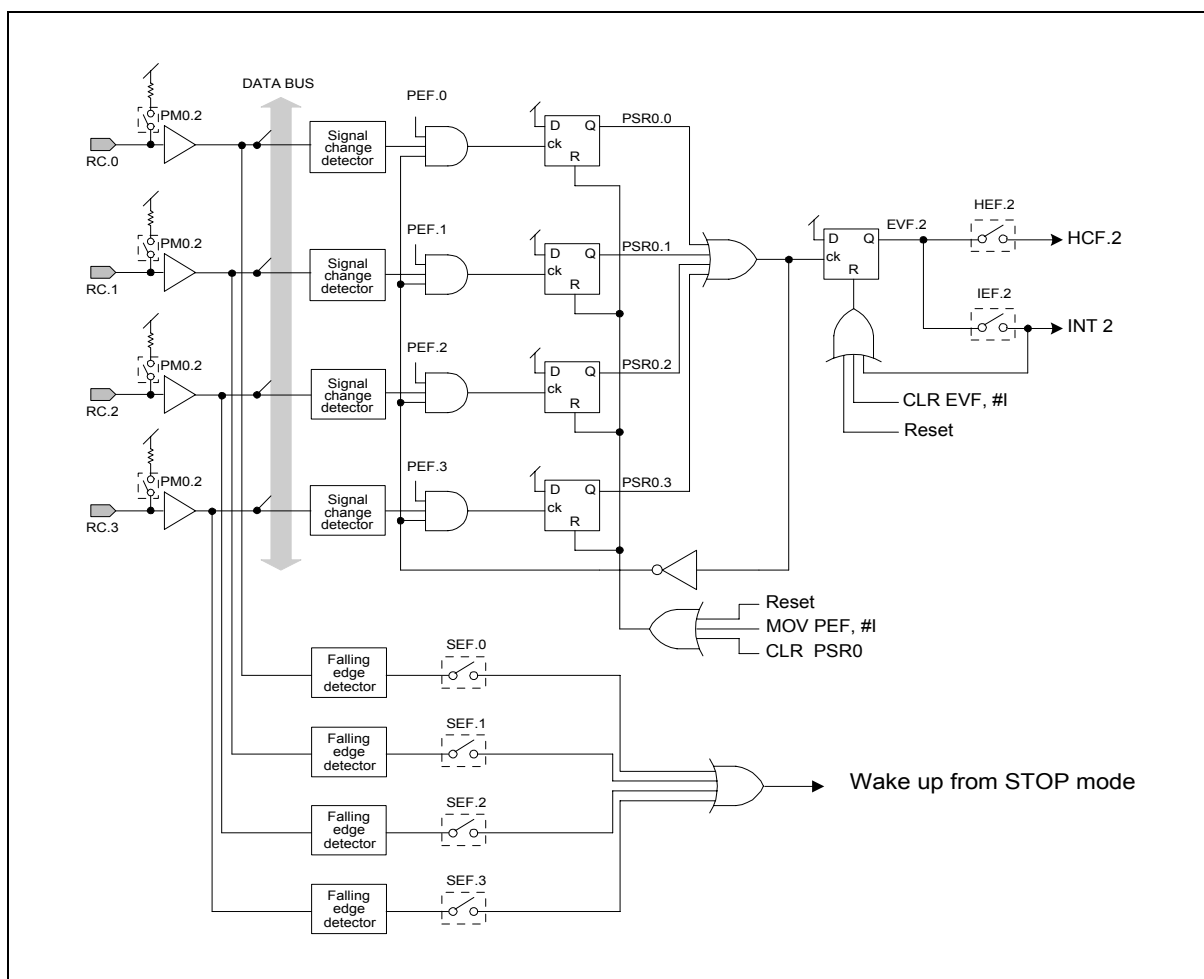 DATA BUS
PEF.0
PM0.2
RC.0
Signal
change
detector
D
ck
Q
R
PSR0.0
PEF.1
PM0.2
RC.1
Signal
change
detector
D
ck
Q
R
PSR0.1
D
ck
Q
R
EVF.2
HEF.2
HCF.2
IEF.2
INT 2
CLR EVF, #I
Reset
PEF.2
PM0.2
RC.2
Signal
change
detector
D
ck
Q
R
PSR0.2
PEF.3
PM0.2
RC.3
Signal
change
detector
D
ck
Q
R
PSR0.3
Reset
MOV PEF, #I
CLR PSR0
Falling
edge
detector
SEF.0
Falling
edge
detector
SEF.1
Falling
edge
detector
SEF.2
Falling
edge
detector
SEF.3
Wake up from STOP mode